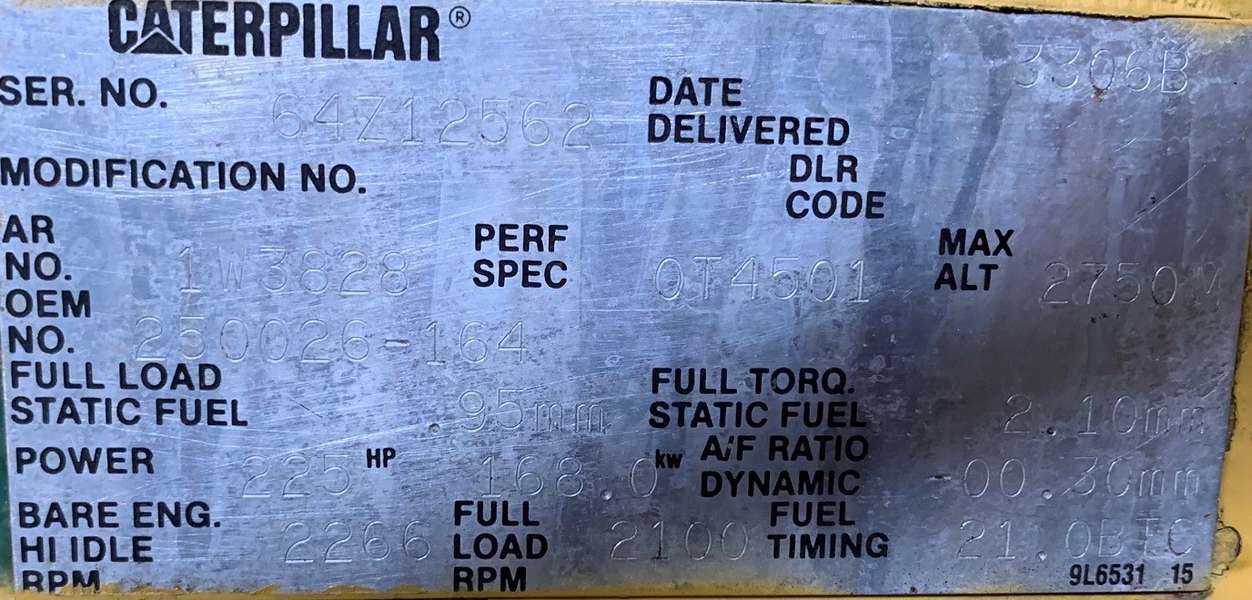 CATERPILLAR®
3306B
SER. NO. 64Z12562 DATE DELIVERED
MODIFICATION NO. DLR CODE
AR NO. 1W3828 PERF SPEC 0T4501 MAX ALT 2750M
OEM NO. 250026-164
FULL LOAD STATIC FUEL .95mm FULL TORQ. STATIC FUEL 2.10mm
POWER 225 HP 168.0 kw A/F RATIO DYNAMIC -00.30mm
BARE ENG. HI IDLE RPM 2266 FULL LOAD RPM 2100 FUEL TIMING 21.0BTC
9L6531 15